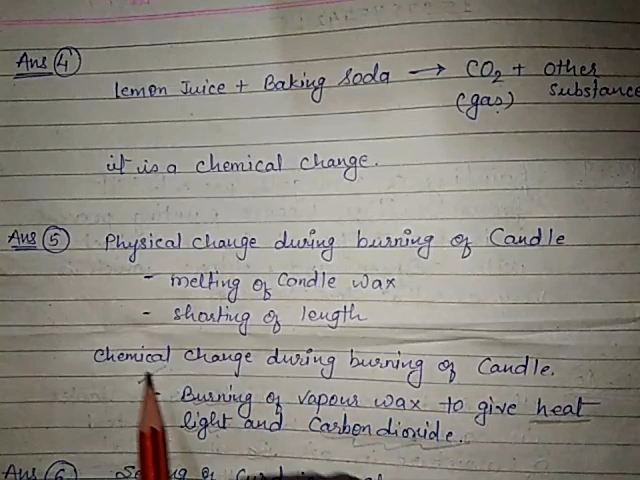 Ans 4
lemon Juice + Baking soda → CO2 + other
(gas) substance
it is a chemical change.
Ans 5 Physical change during burning of Candle
- melting of Candle wax
- shorting of length
chemical change during burning of Candle.
- Burning of vapous wax to give heat
light and Carbondioxide.
Ans 6